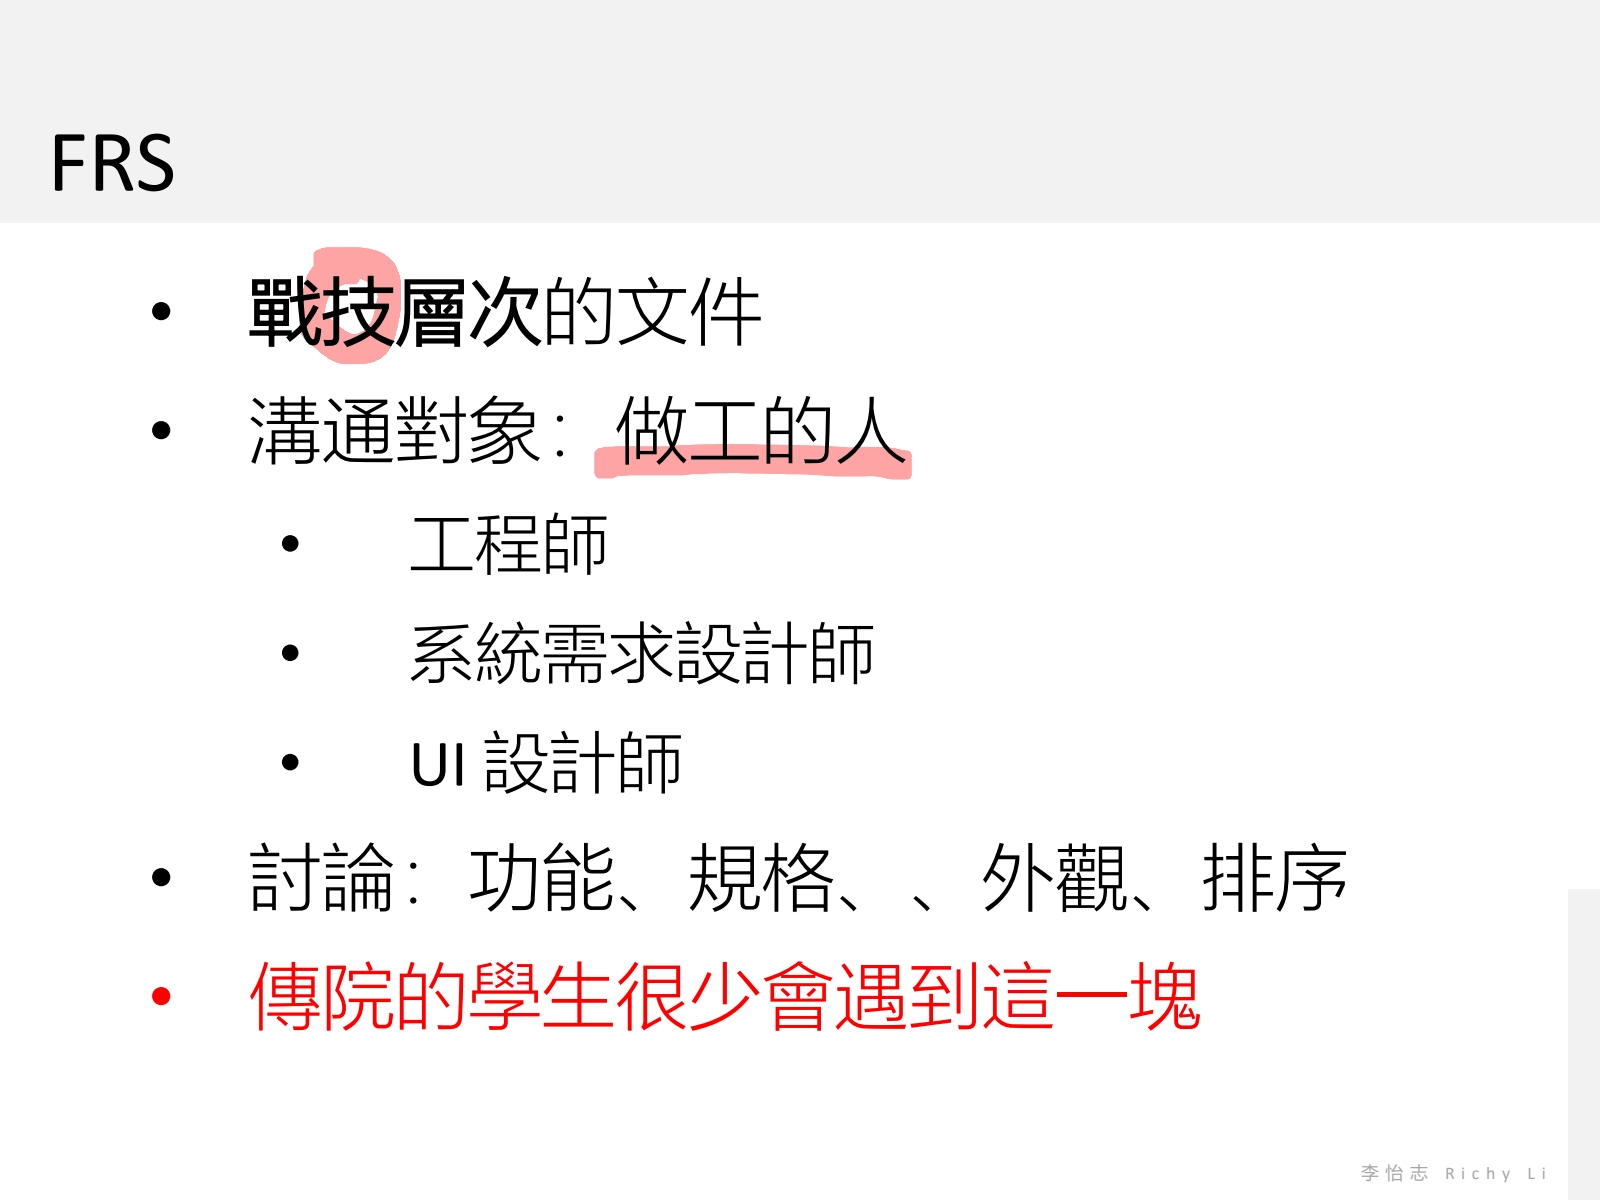 FRS
• 戰技層次的文件
• 溝通對象：做工的人
• 工程師
• 系統需求設計師
• UI 設計師
• 討論：功能、規格、、外觀、排序
• 傳院的學生很少會遇到這一塊
李怡志 Richy Li